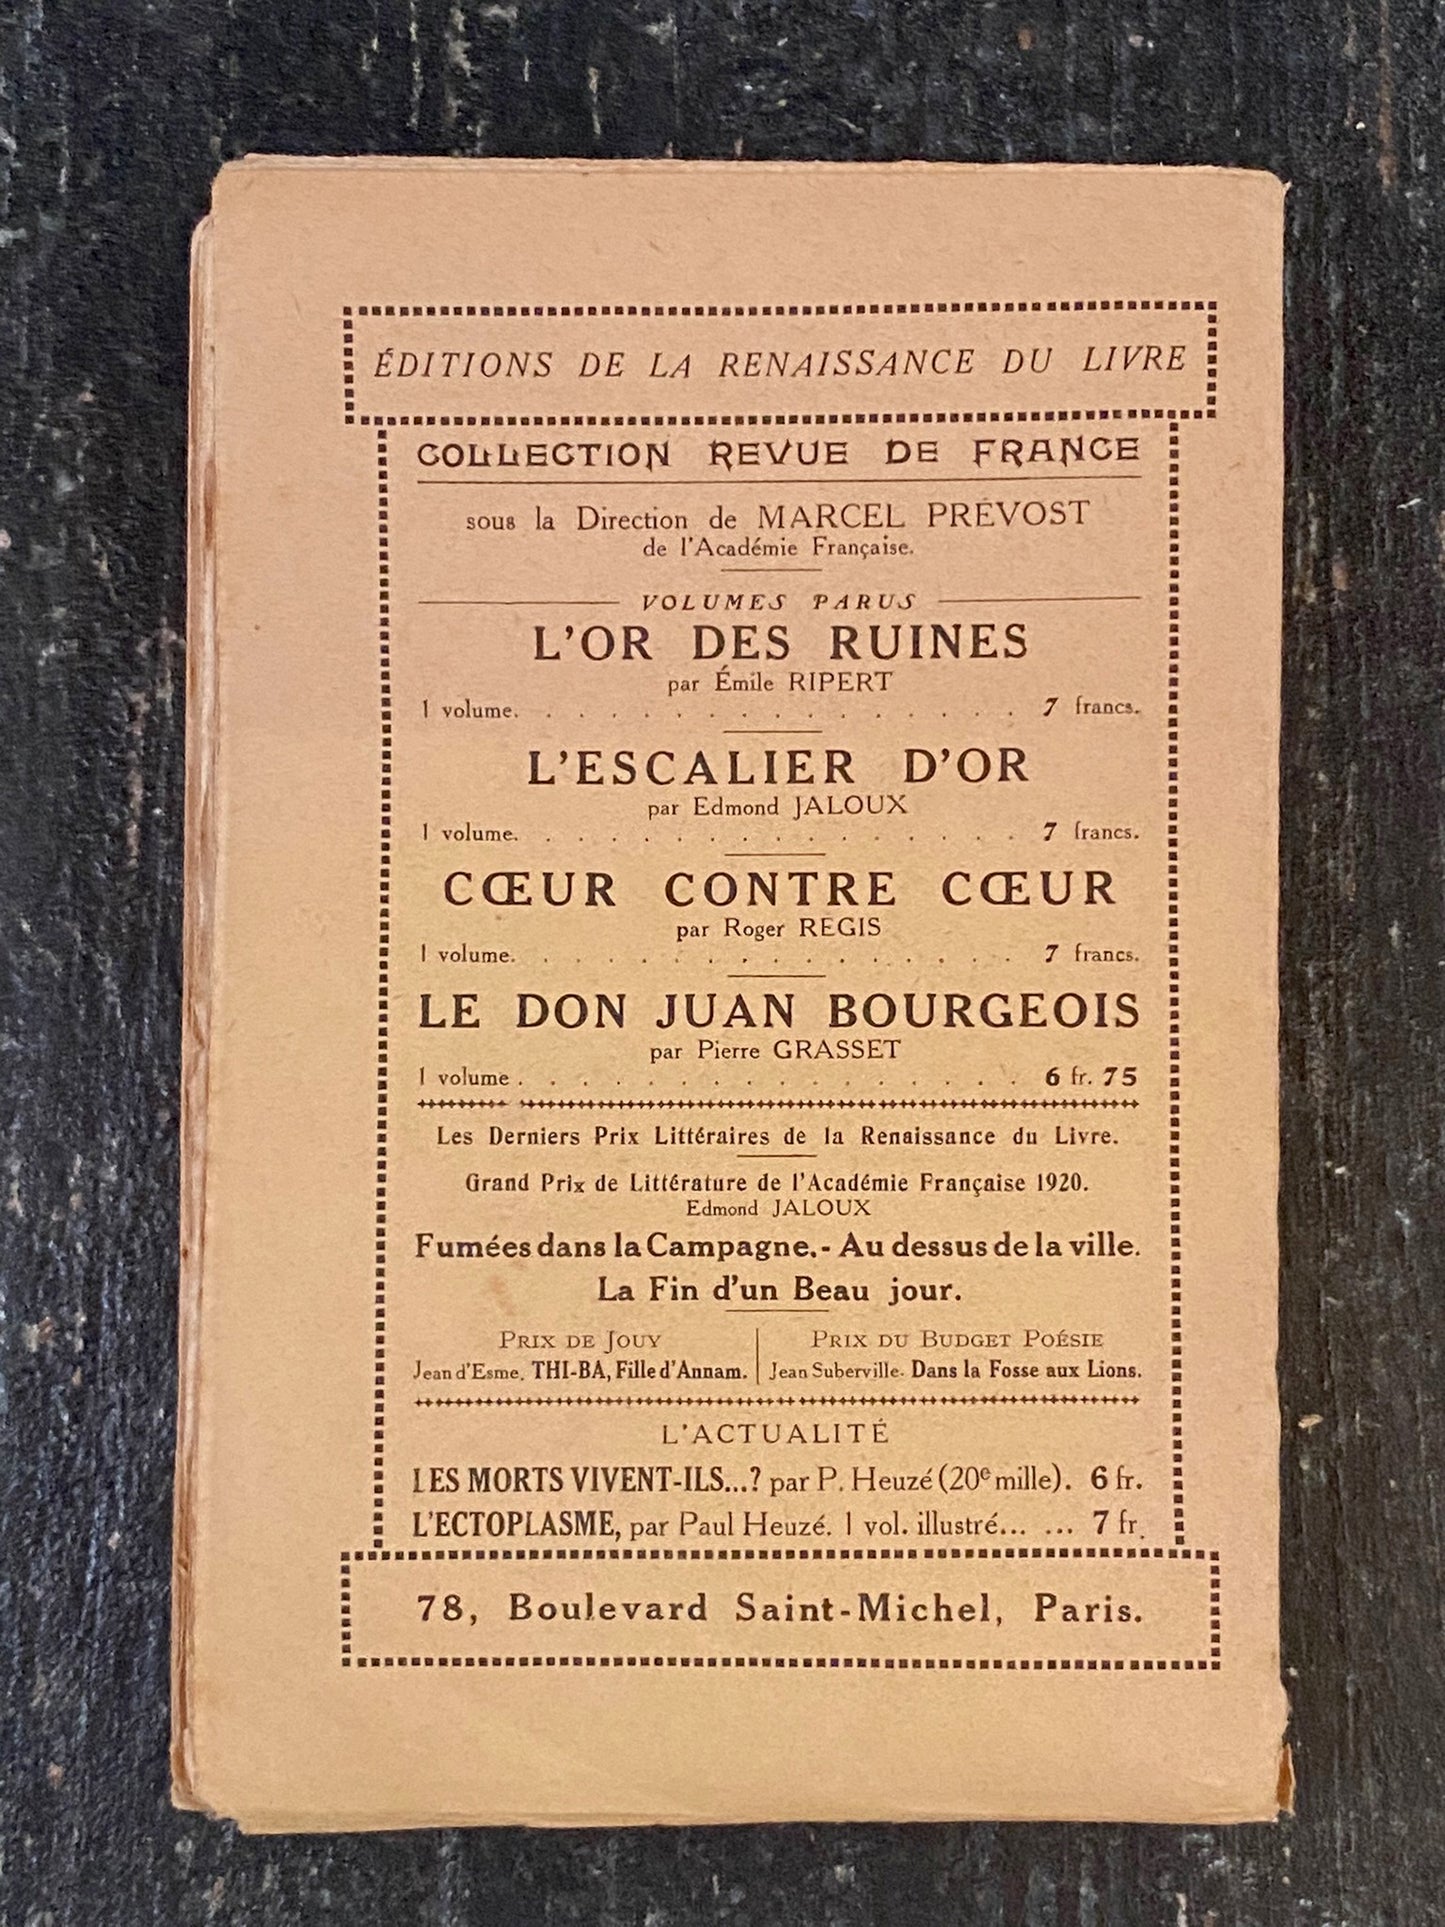 ÉDITIONS DE LA RENAISSANCE DU LIVRE
COLLECTION REVUE DE FRANCE
sous la Direction de MARCEL PRÉVOST
de l'Académie Française.
VOLUMES PARUS
L'OR DES RUINES
par Émile RIPERT
1 volume. . . . . . . . . . . . . . . . . 7 francs.
L'ESCALIER D'OR
par Edmond JALOUX
1 volume. . . . . . . . . . . . . . . . . 7 francs.
CŒUR CONTRE CŒUR
par Roger REGIS
1 volume. . . . . . . . . . . . . . . . . 7 francs.
LE DON JUAN BOURGEOIS
par Pierre GRASSET
1 volume . . . . . . . . . . . . . . . . . 6 fr. 75
Les Derniers Prix Littéraires de la Renaissance du Livre.
Grand Prix de Littérature de l'Académie Française 1920.
Edmond JALOUX
Fumées dans la Campagne.- Au dessus de la ville.
La Fin d'un Beau jour.
PRIX DE JOUY
Jean d'Esme. THI-BA, Fille d'Annam.
PRIX DU BUDGET POÉSIE
Jean Suberville. Dans la Fosse aux Lions.
L'ACTUALITÉ
LES MORTS VIVENT-ILS...? par P. Heuzé (20e mille). 6 fr.
L'ECTOPLASME, par Paul Heuzé. 1 vol. illustré... ... 7 fr.
78, Boulevard Saint-Michel, Paris.